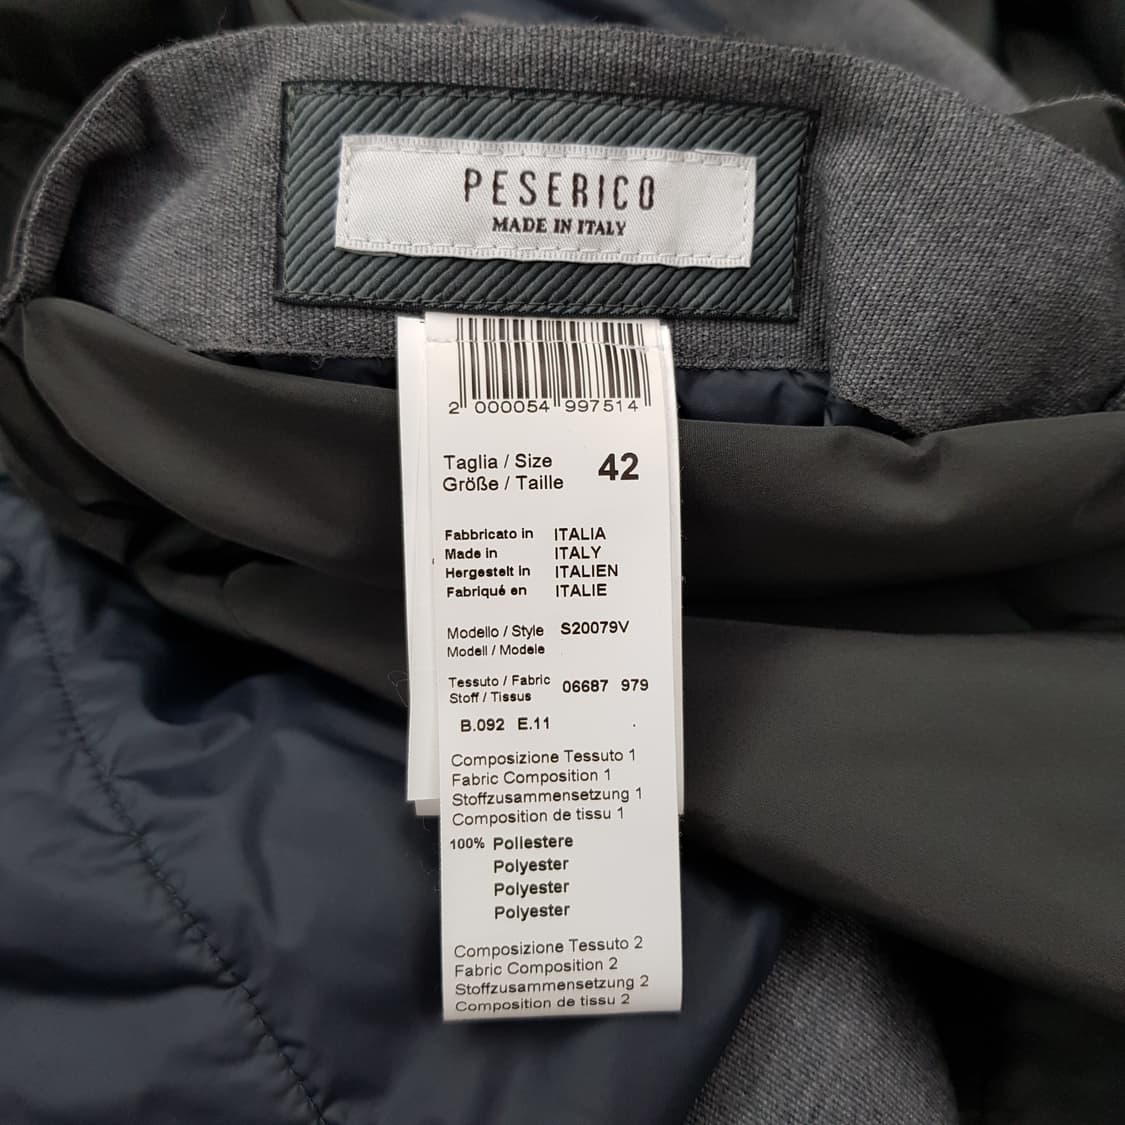 PESERICO
MADE IN ITALY
2 000054 997514
Taglia / Size 42
Größe / Taille
Fabbricato in ITALIA
Made in ITALY
Hergestelt in ITALIEN
Fabriqué en ITALIE
Modello / Style S20079V
Modell / Modele
Tessuto / Fabric 06687 979
Stoff / Tissus
B.092 E.11
Composizione Tessuto 1
Fabric Composition 1
Stoffzusammensetzung 1
Composition de tissu 1
100% Poliestere
Polyester
Polyester
Polyester
Composizione Tessuto 2
Fabric Composition 2
Stoffzusammensetzung 2
Composition de tissu 2